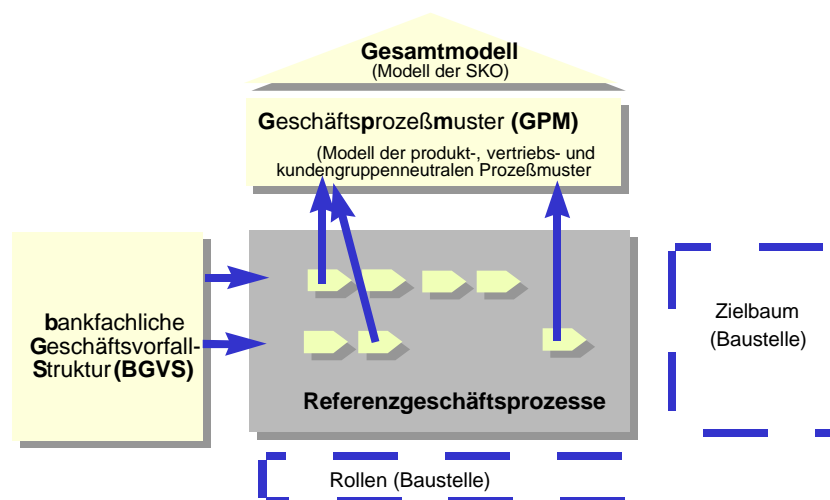 Gesamtmodell
(Modell der SKO)
Geschäftsprozeßmuster (GPM)
(Modell der produkt-, vertriebs- und
kundengruppenneutralen Prozeßmuster
bankfachliche
Geschäftsvorfall-
Struktur (BGVS)
Referenzgeschäftsprozesse
Zielbaum
(Baustelle)
Rollen (Baustelle)